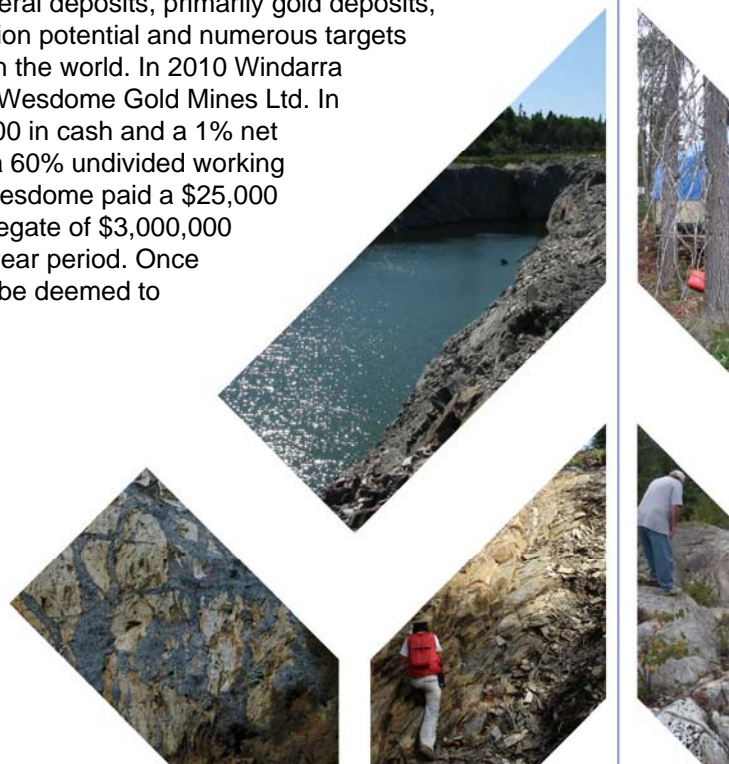 eral deposits, primarily gold deposits,
ion potential and numerous targets
n the world. In 2010 Windarra
Wesdome Gold Mines Ltd. In
00 in cash and a 1% net
a 60% undivided working
esdome paid a $25,000
egate of $3,000,000
ear period. Once
be deemed to